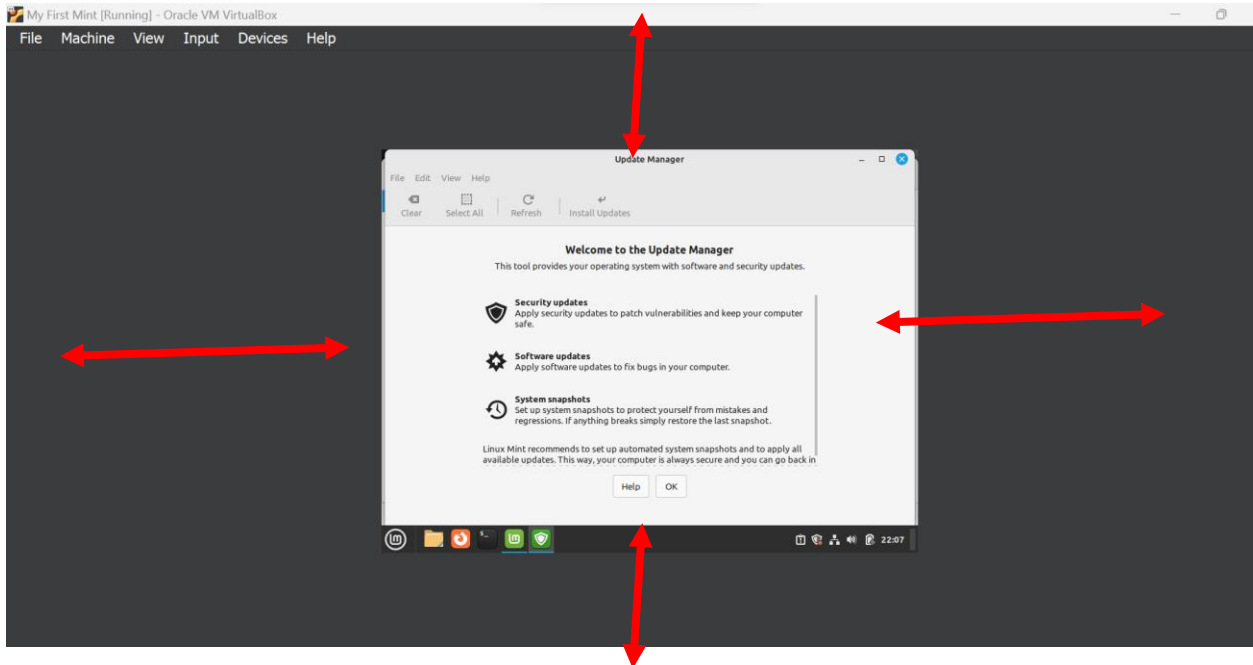 My First Mint [Running] - Oracle VM VirtualBox
File Machine View Input Devices Help
Update Manager
File Edit View Help
Clear Select All Refresh Install Updates
Welcome to the Update Manager
This tool provides your operating system with software and security updates.
Security updates
Apply security updates to patch vulnerabilities and keep your computer
safe.
Software updates
Apply software updates to fix bugs in your computer.
System snapshots
Set up system snapshots to protect yourself from mistakes and
regressions. If anything breaks simply restore the last snapshot.
Linux Mint recommends to set up automated system snapshots and to apply all
available updates. This way, your computer is always secure and you can go back in
Help OK
22:07